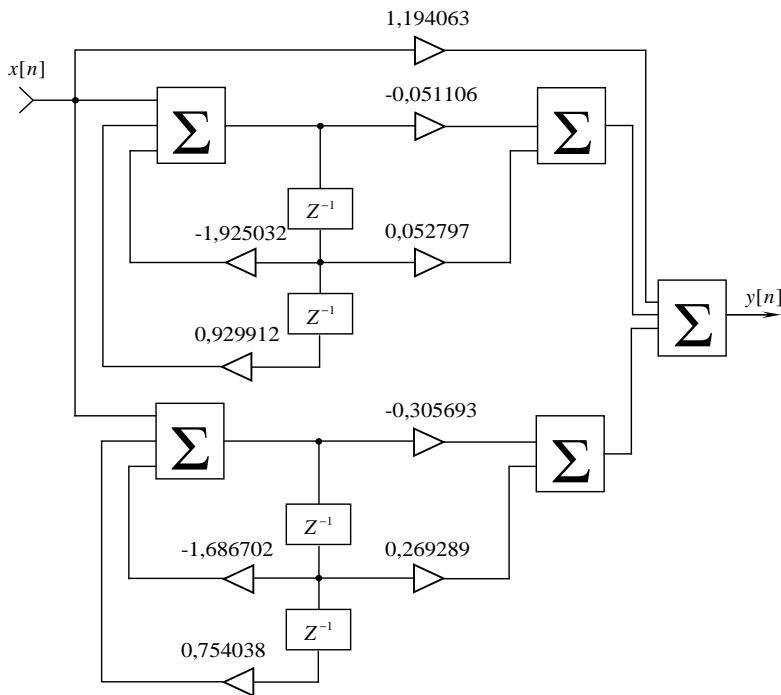 1,194063
x[n]
-0,051106
Σ
Σ
Z⁻¹
-1,925032
0,052797
Z⁻¹
y[n]
Σ
0,929912
-0,305693
Σ
Σ
Z⁻¹
-1,686702
0,269289
Z⁻¹
0,754038